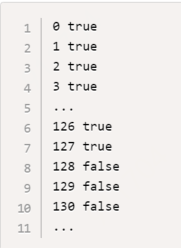 1 0 true
2 1 true
3 2 true
4 3 true
5 ...
6 126 true
7 127 true
8 128 false
9 129 false
10 130 false
11 ...